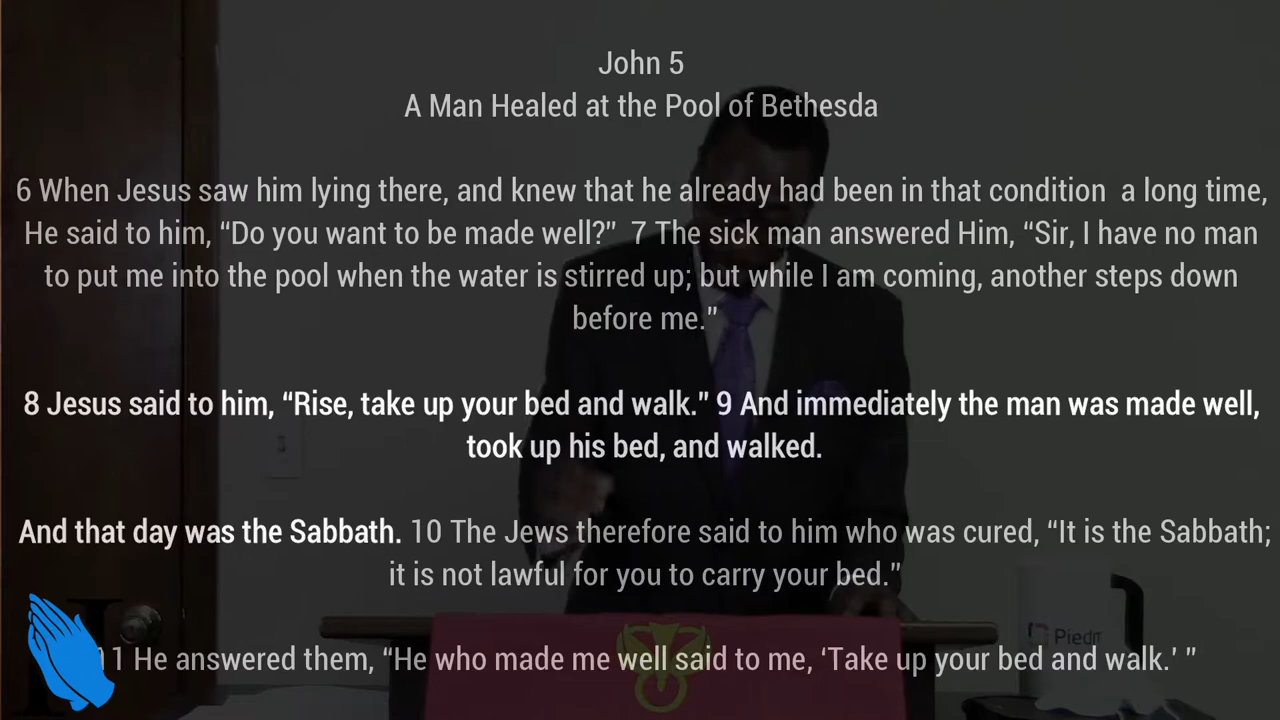 John 5
A Man Healed at the Pool of Bethesda
6 When Jesus saw him lying there, and knew that he already had been in that condition  a long time,
He said to him, “Do you want to be made well?”  7 The sick man answered Him, “Sir, I have no man
to put me into the pool when the water is stirred up; but while I am coming, another steps down
before me.”
8 Jesus said to him, “Rise, take up your bed and walk.” 9 And immediately the man was made well,
took up his bed, and walked.
And that day was the Sabbath. 10 The Jews therefore said to him who was cured, “It is the Sabbath;
it is not lawful for you to carry your bed.”
11 He answered them, “He who made me well said to me, ‘Take up your bed and walk.’ ”